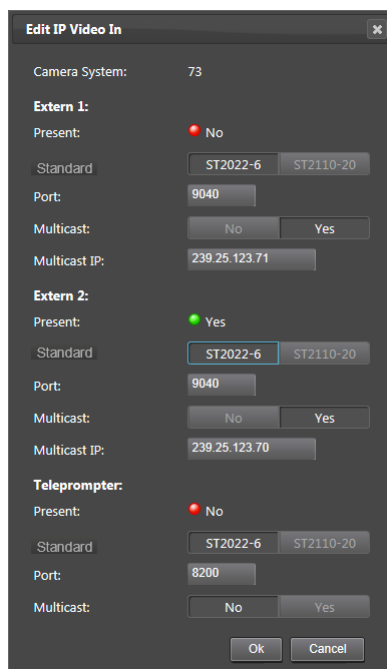 Edit IP Video In
Camera System: 73
Extern 1:
Present: No
Standard ST2022-6 ST2110-20
Port: 9040
Multicast: No Yes
Multicast IP: 239.25.123.71
Extern 2:
Present: Yes
Standard ST2022-6 ST2110-20
Port: 9040
Multicast: No Yes
Multicast IP: 239.25.123.70
Teleprompter:
Present: No
Standard ST2022-6 ST2110-20
Port: 8200
Multicast: No Yes
Ok Cancel